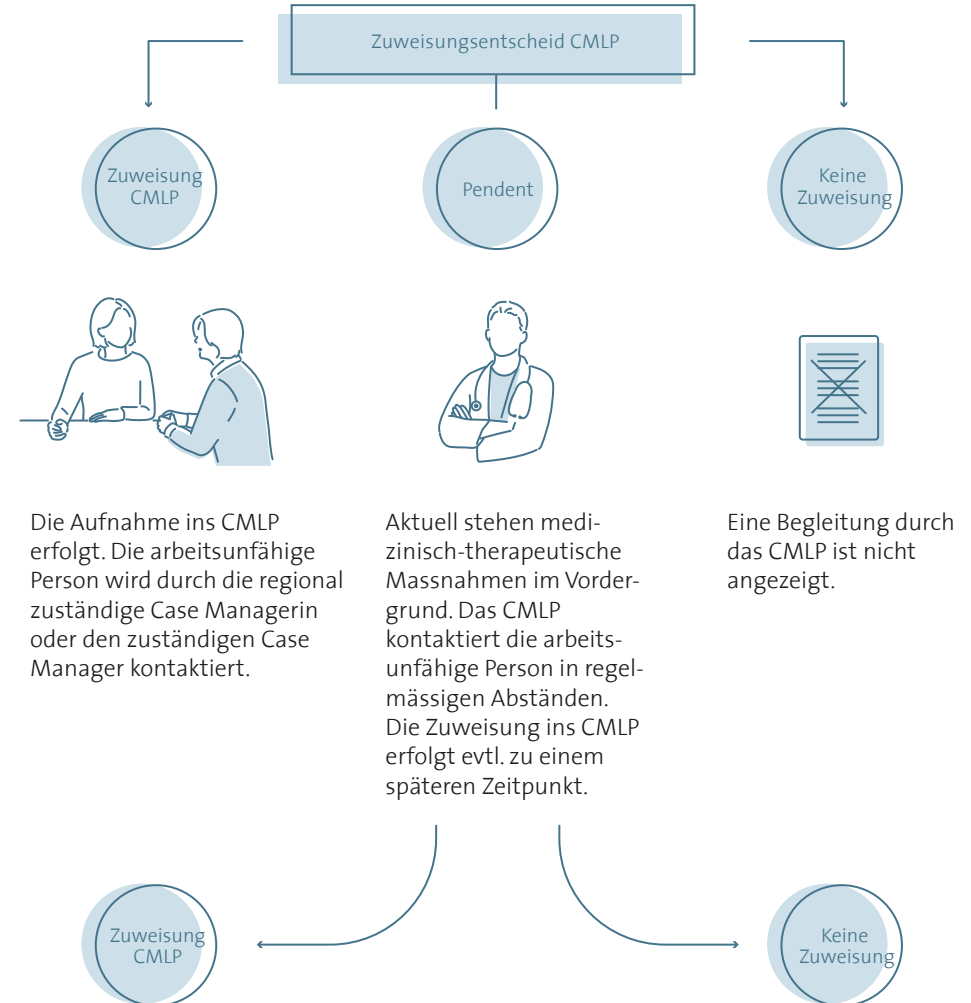 Zuweisungsentscheid CMLP
Zuweisung
CMLP
Pendent
Keine
Zuweisung
Die Aufnahme ins CMLP
erfolgt. Die arbeitsunfähige
Person wird durch die regional
zuständige Case Managerin
oder den zuständigen Case
Manager kontaktiert.
Aktuell stehen medi-
zinisch-therapeutische
Massnahmen im Vorder-
grund. Das CMLP
kontaktiert die arbeits-
unfähige Person in regel-
mässigen Abständen.
Die Zuweisung ins CMLP
erfolgt evtl. zu einem
späteren Zeitpunkt.
Eine Begleitung durch
das CMLP ist nicht
angezeigt.
Zuweisung
CMLP
Keine
Zuweisung